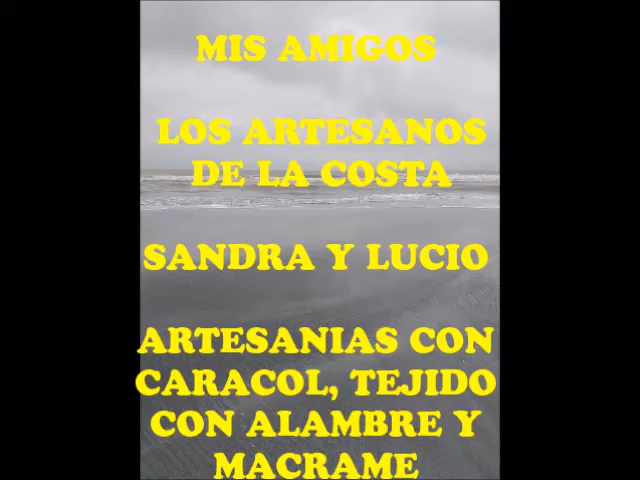 MIS AMIGOS
LOS ARTESANOS
DE LA COSTA
SANDRA Y LUCIO
ARTESANIAS CON
CARACOL, TEJIDO
CON ALAMBRE Y
MACRAME